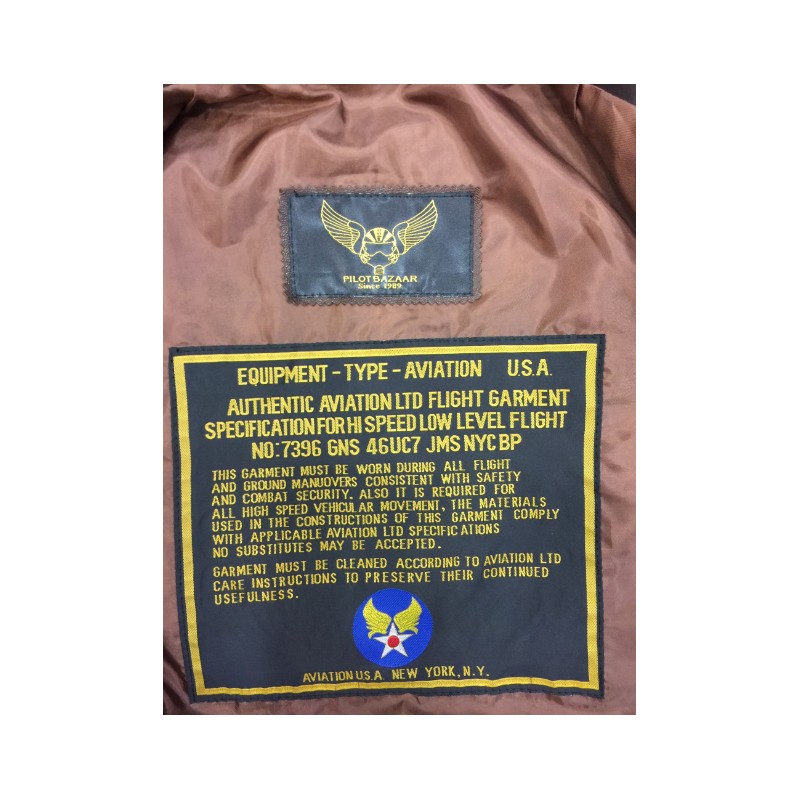 PILOT BAZAAR
Since 1989
EQUIPMENT - TYPE - AVIATION U.S.A.
AUTHENTIC AVIATION LTD FLIGHT GARMENT
SPECIFICATION FOR HI SPEED LOW LEVEL FLIGHT
NO: 7396 GNS 46UC7 JMS NYC BP
THIS GARMENT MUST BE WORN DURING ALL FLIGHT
AND GROUND MANUOVERS CONSISTENT WITH SAFETY
AND COMBAT SECURITY. ALSO IT IS REQUIRED FOR
ALL HIGH SPEED VEHICULAR MOVEMENT, THE MATERIALS
USED IN THE CONSTRUCTIONS OF THIS GARMENT COMPLY
WITH APPLICABLE AVIATION LTD SPECIFICATIONS
NO SUBSTITUTES MAY BE ACCEPTED.
GARMENT MUST BE CLEANED ACCORDING TO AVIATION LTD
CARE INSTRUCTIONS TO PRESERVE THEIR CONTINUED
USEFULNESS.
AVIATION U.S.A. NEW YORK, N.Y.